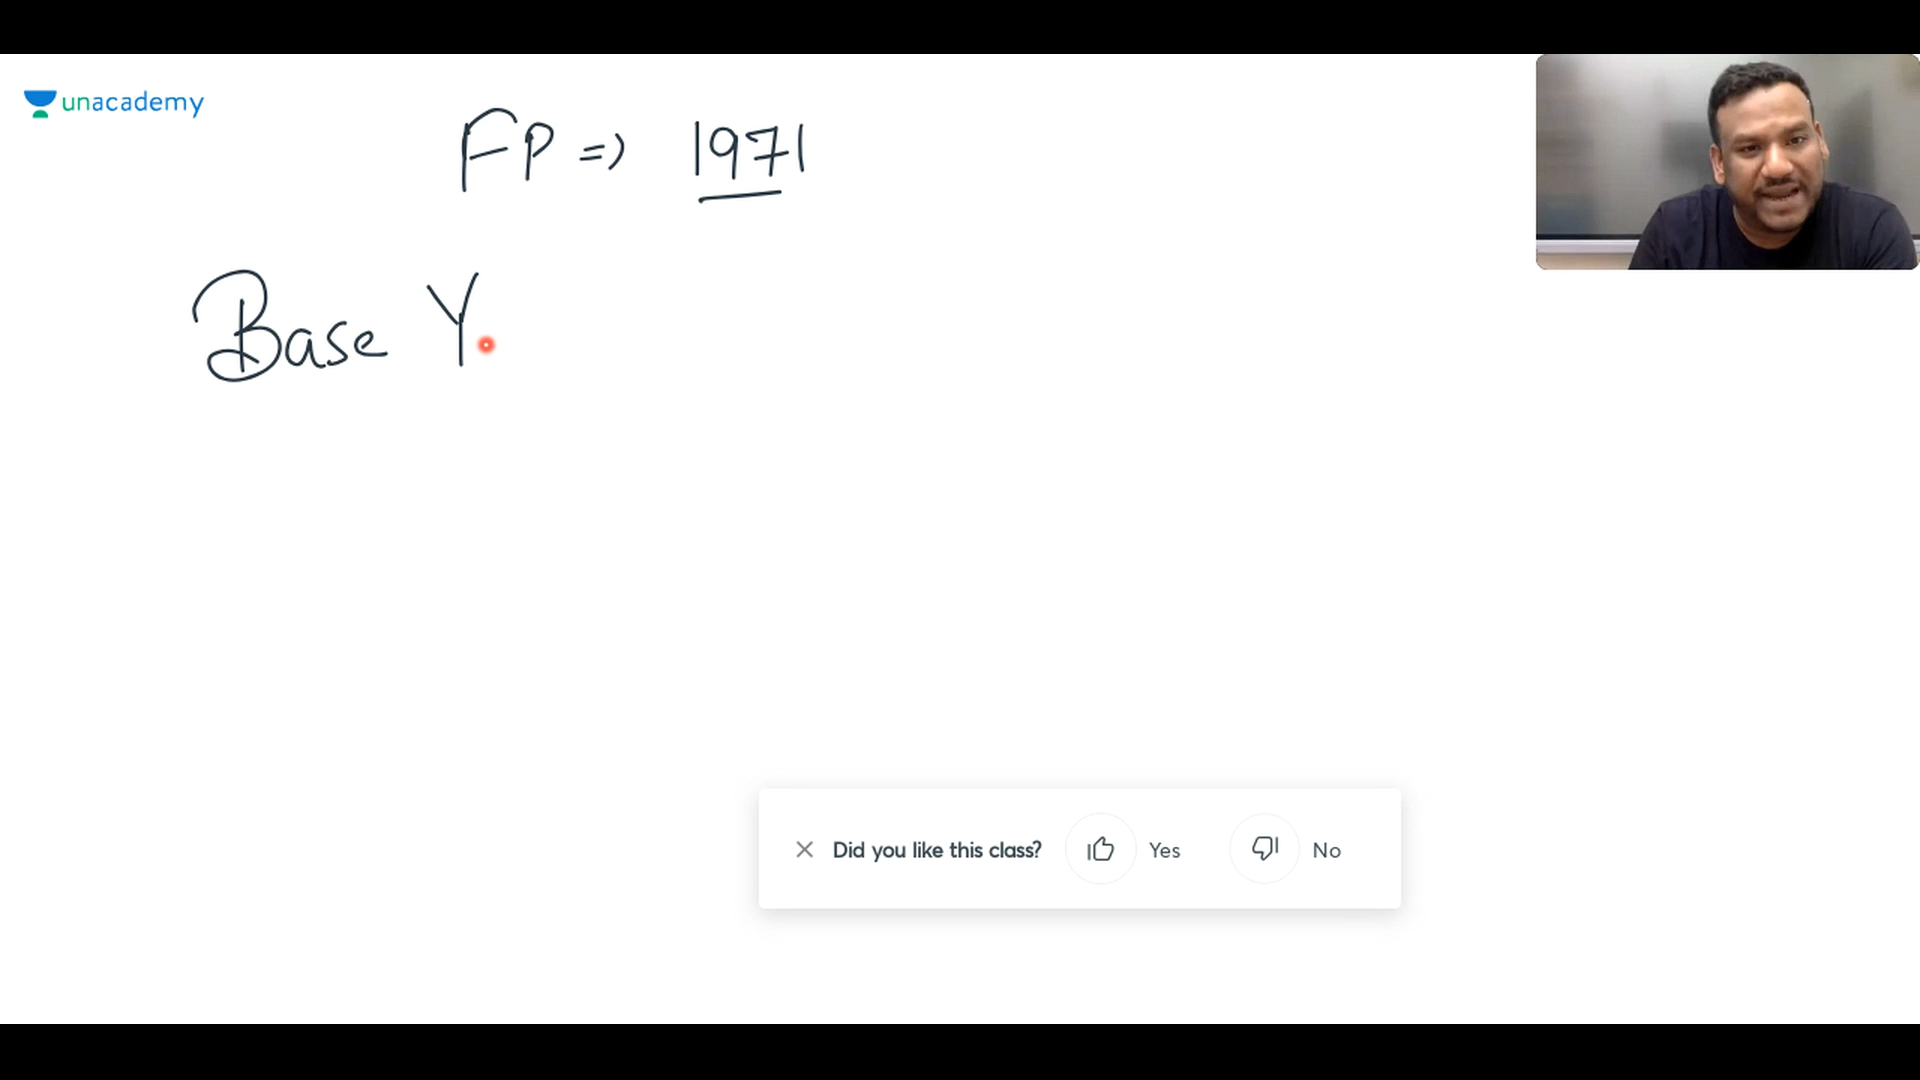 unacademy
FP => 1971
Base Y
Did you like this class? Yes No